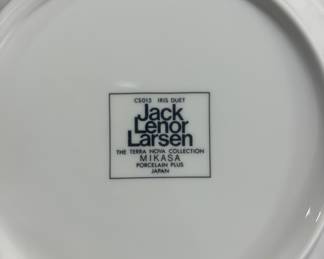 CS013 IRIS DUET
Jack
Lenor
Larsen
THE TERRA NOVA COLLECTION
MIKASA
PORCELAIN PLUS
JAPAN